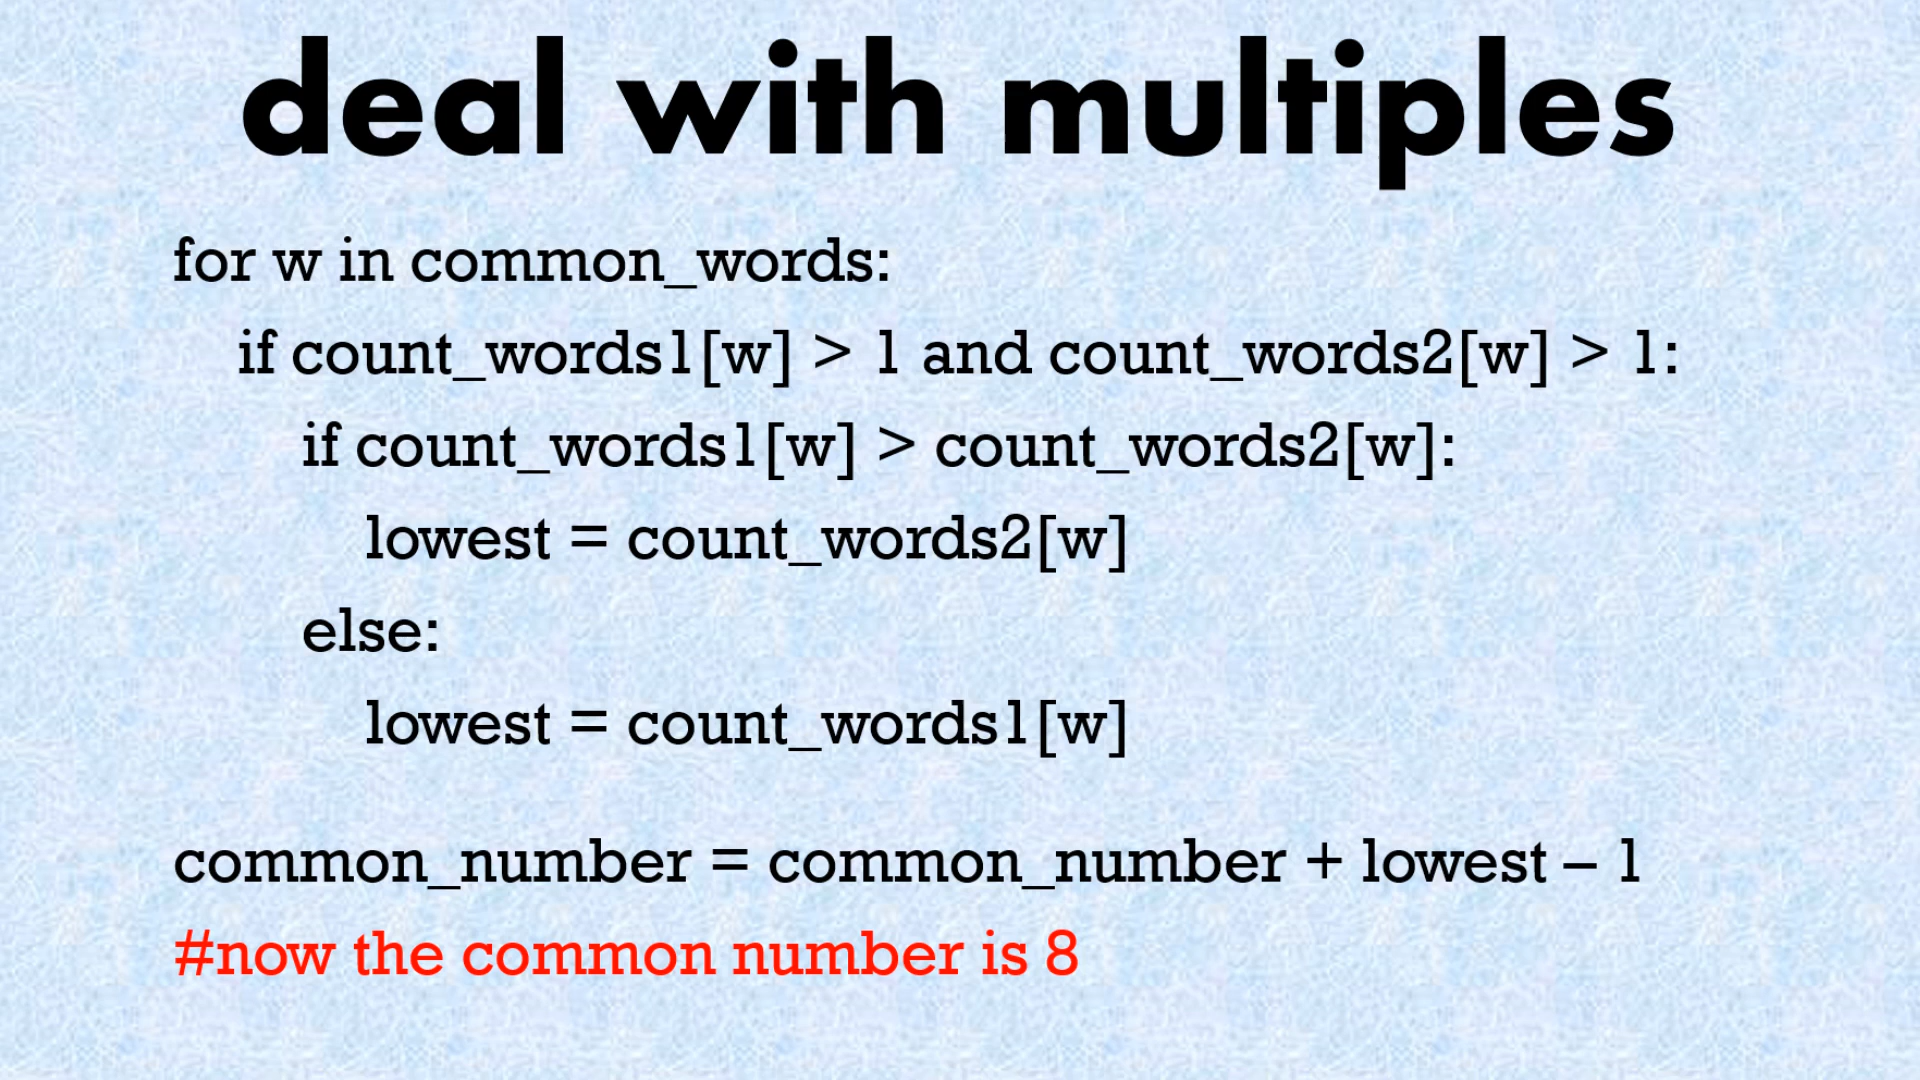 deal with multiples
for w in common_words:
if count_words1[w] > 1 and count_words2[w] > 1:
if count_words1[w] > count_words2[w]:
lowest = count_words2[w]
else:
lowest = count_words1[w]
common_number = common_number + lowest – 1
#now the common number is 8